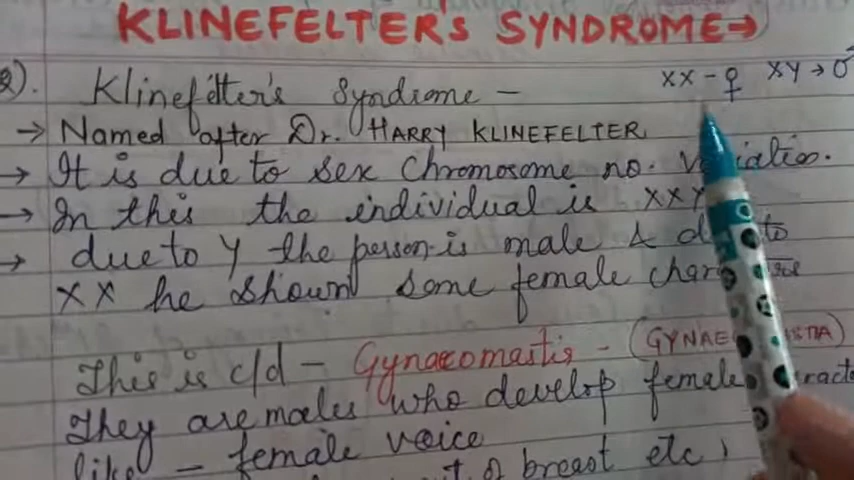 KLINEFELTER'S SYNDROME→
2). Klinefelter's Syndrome – XX – ♀ XY → ♂
→ Named after Dr. HARRY KLINEFELTER
→ It is due to sex chromosome no.
→ In this the individual is XXY
→ due to Y the person is male & to
XX he shown some female
This is c/d – Gynaecomastia –
They are males who develop female
like – female voice
of breast etc,